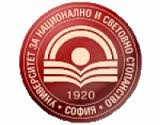 УНИВЕРСИТЕТ ЗА НАЦИОНАЛНО И СВЕТОВНО СТОПАНСТВО
1920
• СОФИЯ •